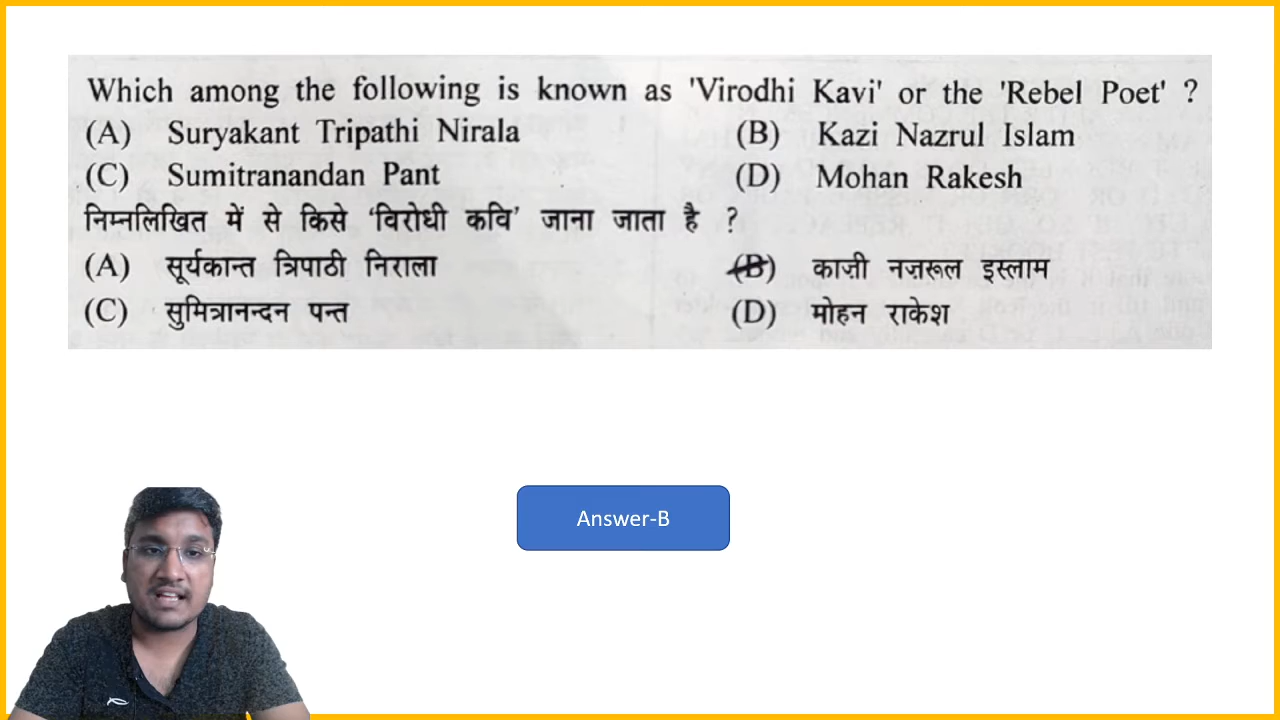 Which among the following is known as 'Virodhi Kavi' or the 'Rebel Poet' ?
(A) Suryakant Tripathi Nirala (B) Kazi Nazrul Islam
(C) Sumitranandan Pant (D) Mohan Rakesh
निम्नलिखित में से किसे ‘विरोधी कवि’ जाना जाता है ?
(A) सूर्यकान्त त्रिपाठी निराला (B) काज़ी नज़रूल इस्लाम
(C) सुमित्रानन्दन पन्त (D) मोहन राकेश
Answer-B